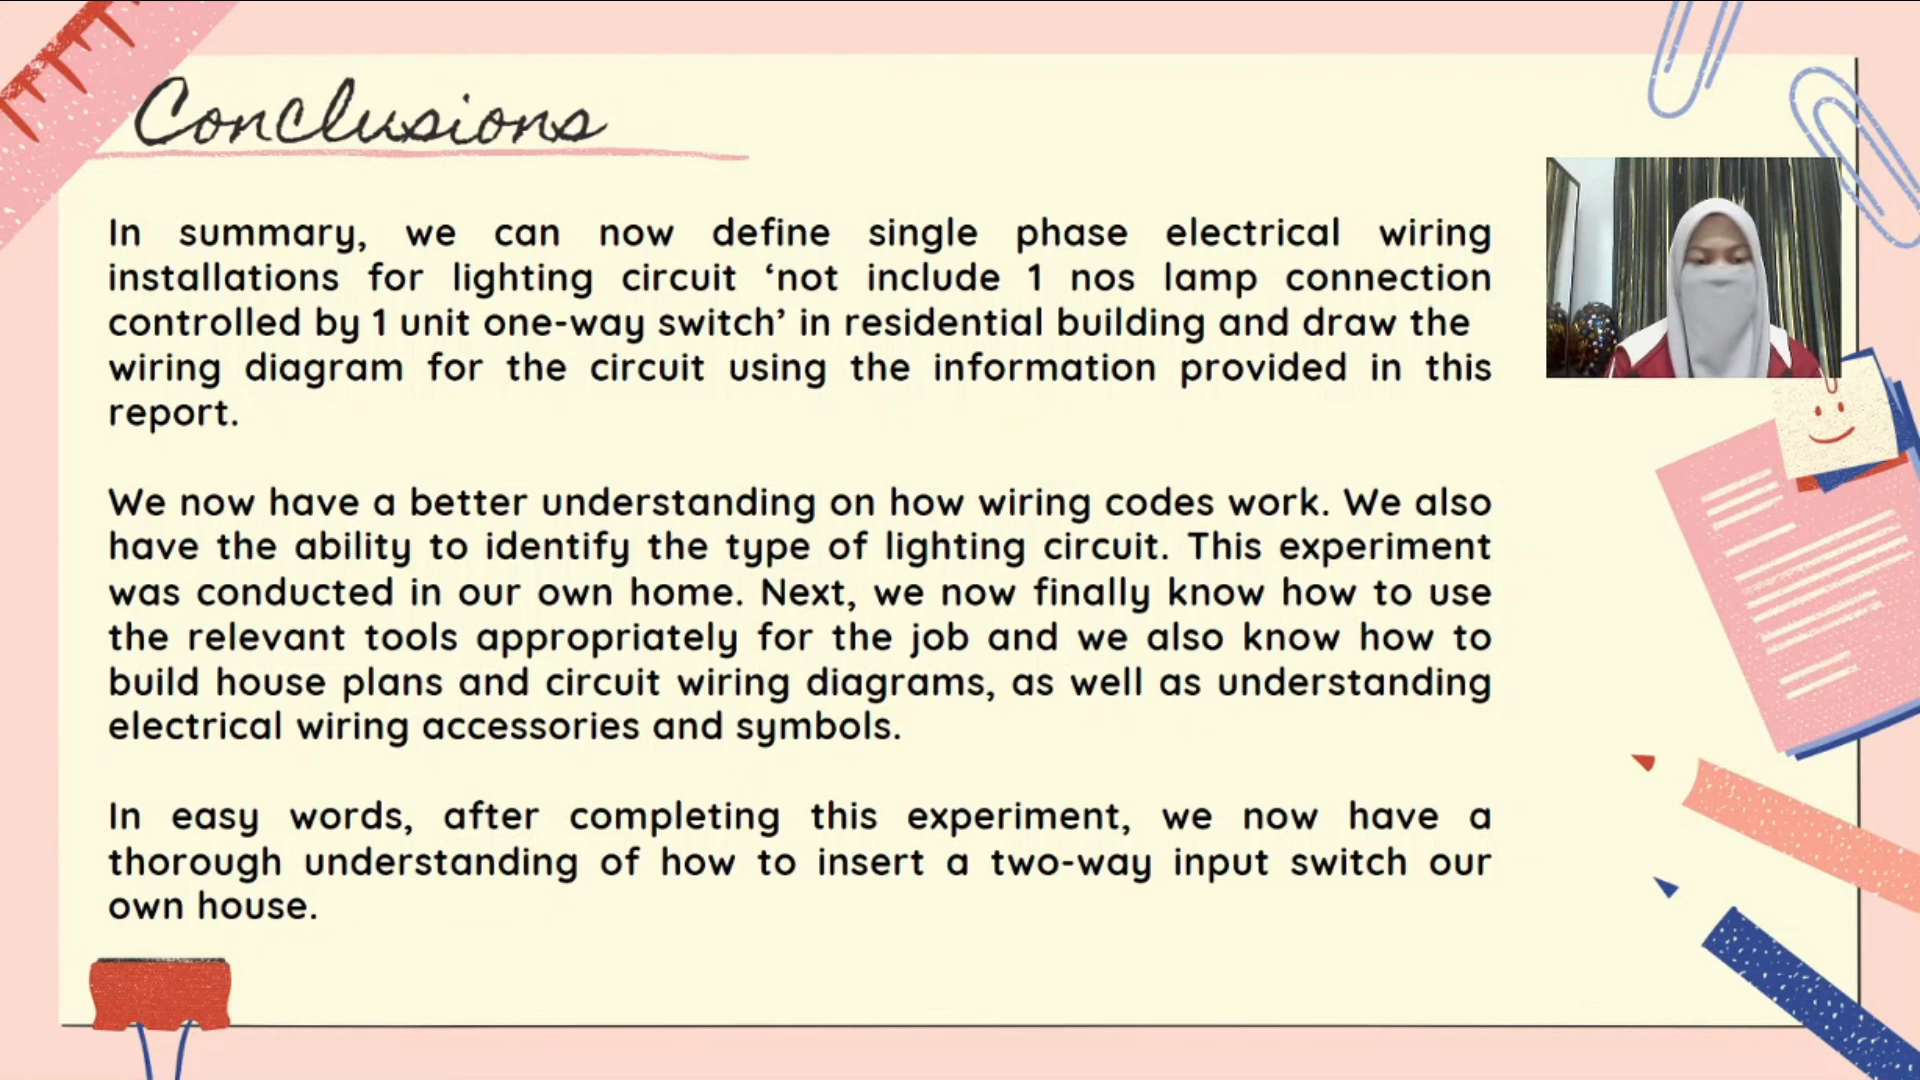 Conclusions
In summary, we can now define single phase electrical wiring
installations for lighting circuit ‘not include 1 nos lamp connection
controlled by 1 unit one-way switch’ in residential building and draw the
wiring diagram for the circuit using the information provided in this
report.
We now have a better understanding on how wiring codes work. We also
have the ability to identify the type of lighting circuit. This experiment
was conducted in our own home. Next, we now finally know how to use
the relevant tools appropriately for the job and we also know how to
build house plans and circuit wiring diagrams, as well as understanding
electrical wiring accessories and symbols.
In easy words, after completing this experiment, we now have a
thorough understanding of how to insert a two-way input switch our
own house.